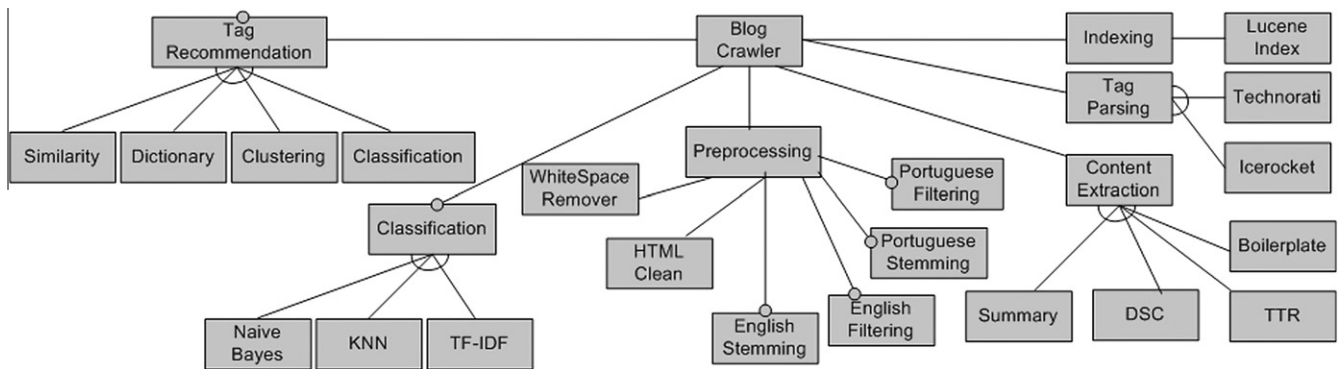 Tag
Recommendation
Blog
Crawler
Indexing
Lucene
Index
Tag
Parsing
Technorati
Icerocket
Similarity
Dictionary
Clustering
Classification
Preprocessing
WhiteSpace
Remover
Portuguese
Filtering
Content
Extraction
Classification
HTML
Clean
Portuguese
Stemming
Boilerplate
Naive
Bayes
KNN
TF-IDF
English
Stemming
English
Filtering
Summary
DSC
TTR